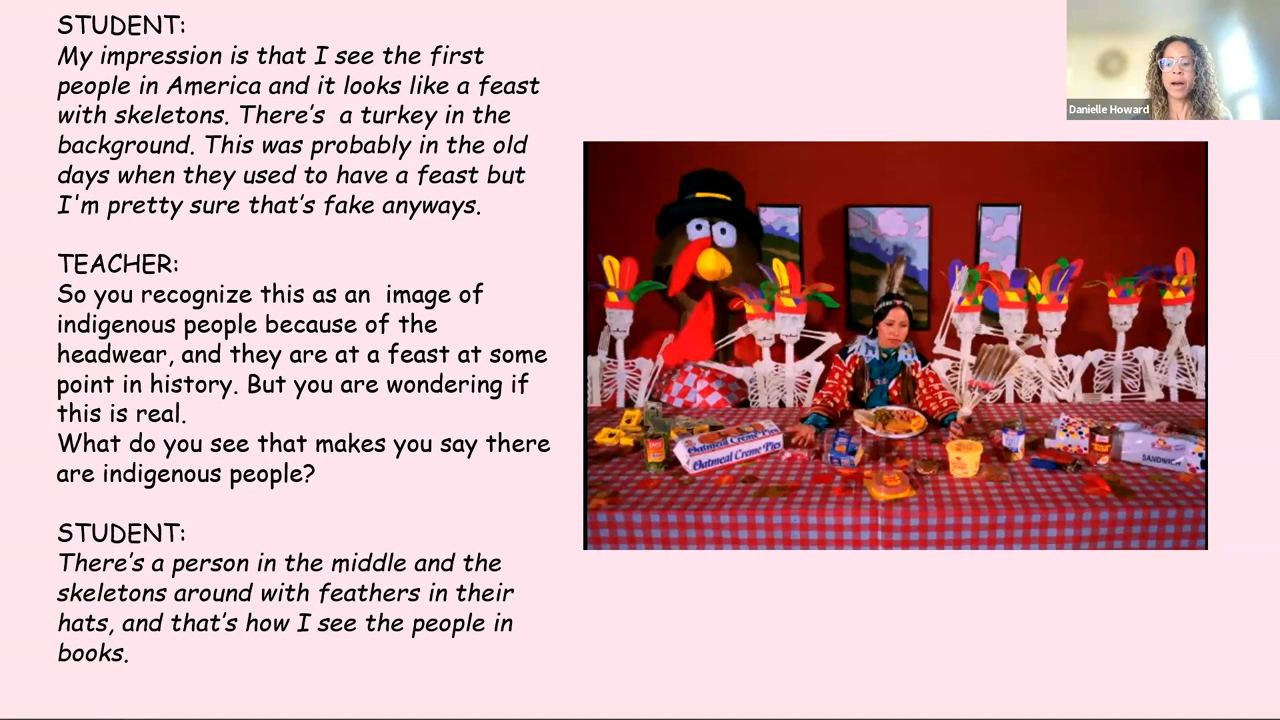 STUDENT:
My impression is that I see the first
people in America and it looks like a feast
with skeletons. There's a turkey in the
background. This was probably in the old
days when they used to have a feast but
I'm pretty sure that's fake anyways.
TEACHER:
So you recognize this as an image of
indigenous people because of the
headwear, and they are at a feast at some
point in history. But you are wondering if
this is real.
What do you see that makes you say there
are indigenous people?
STUDENT:
There's a person in the middle and the
skeletons around with feathers in their
hats, and that's how I see the people in
books.
Danielle Howard
Oatmeal Creme Pies
Oatmeal Creme Pies
SANDWICH